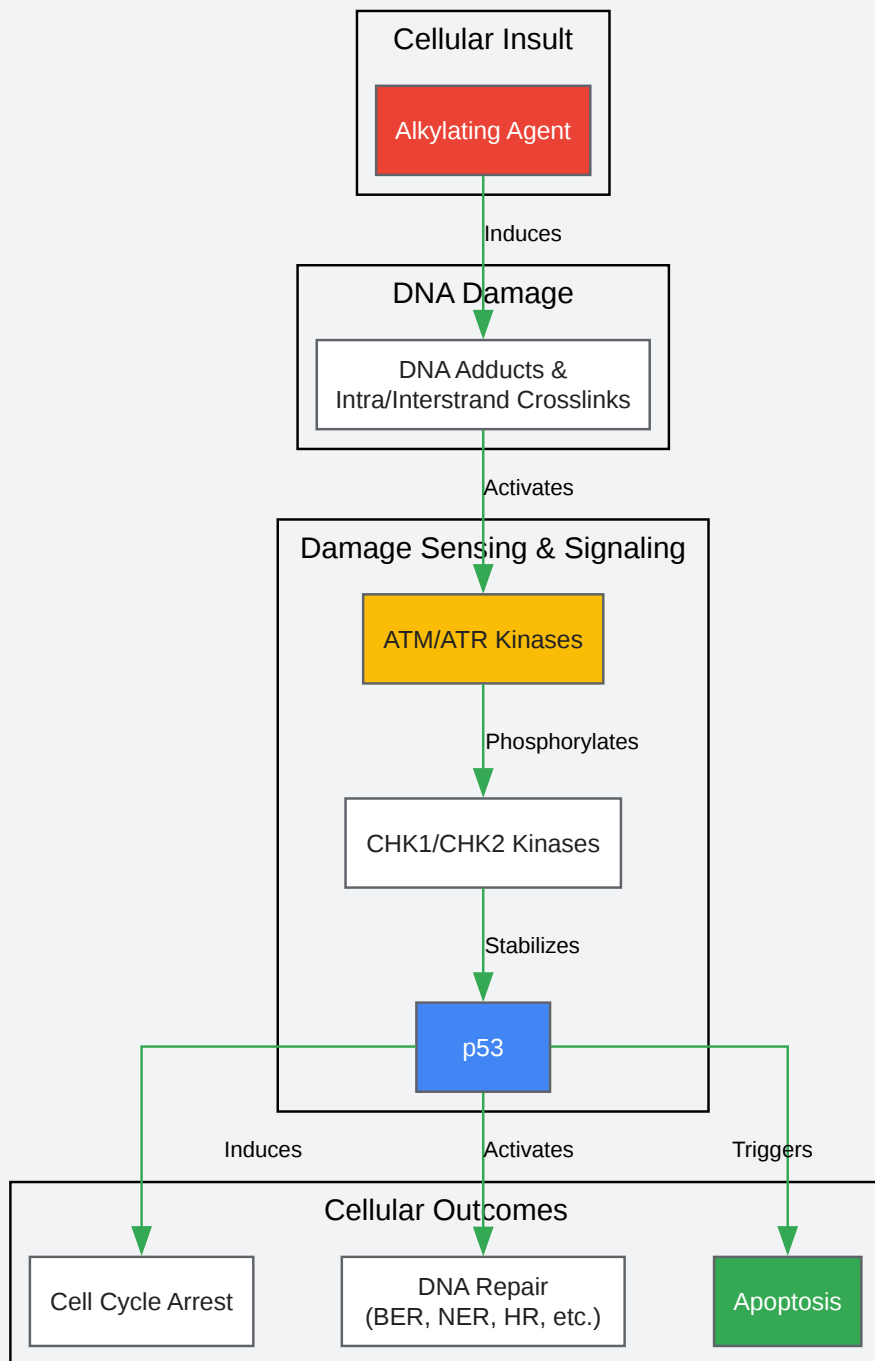 Cellular Insult
Alkylating Agent
Induces
DNA Damage
DNA Adducts &
Intra/Interstrand Crosslinks
Activates
Damage Sensing & Signaling
ATM/ATR Kinases
Phosphorylates
CHK1/CHK2 Kinases
Stabilizes
p53
Induces
Activates
Triggers
Cellular Outcomes
Cell Cycle Arrest
DNA Repair
(BER, NER, HR, etc.)
Apoptosis